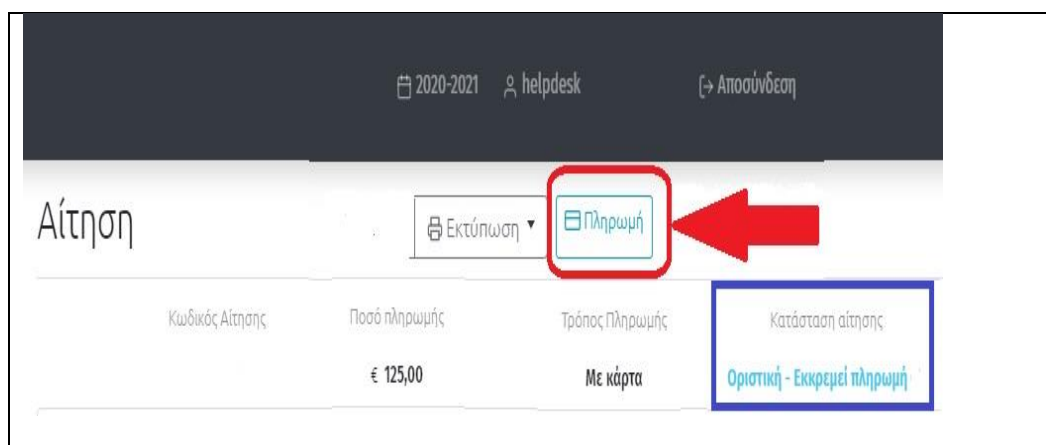 2020-2021 helpdesk Αποσύνδεση
Αίτηση Εκτύπωση Πληρωμή
Κωδικός Αίτησης Ποσό πληρωμής Τρόπος Πληρωμής Κατάσταση αίτησης
€ 125,00 Με κάρτα Οριστική - Εκκρεμεί πληρωμή